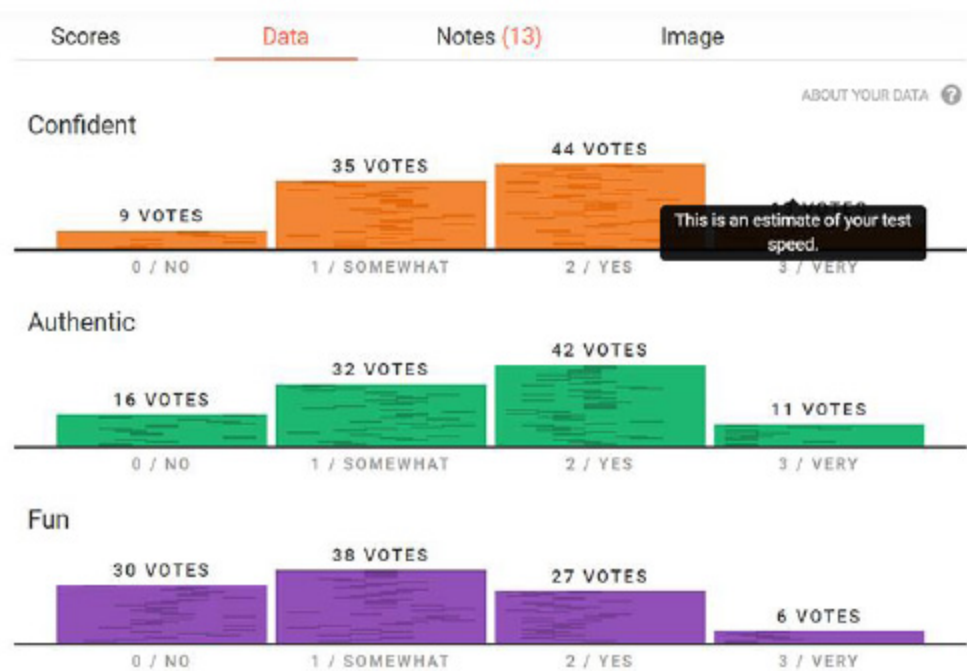 Scores Data Notes (13) Image
ABOUT YOUR DATA ?
Confident
9 VOTES 35 VOTES 44 VOTES
This is an estimate of your test
speed.
0 / NO 1 / SOMEWHAT 2 / YES 3 / VERY
Authentic
16 VOTES 32 VOTES 42 VOTES 11 VOTES
0 / NO 1 / SOMEWHAT 2 / YES 3 / VERY
Fun
30 VOTES 38 VOTES 27 VOTES 6 VOTES
0 / NO 1 / SOMEWHAT 2 / YES 3 / VERY